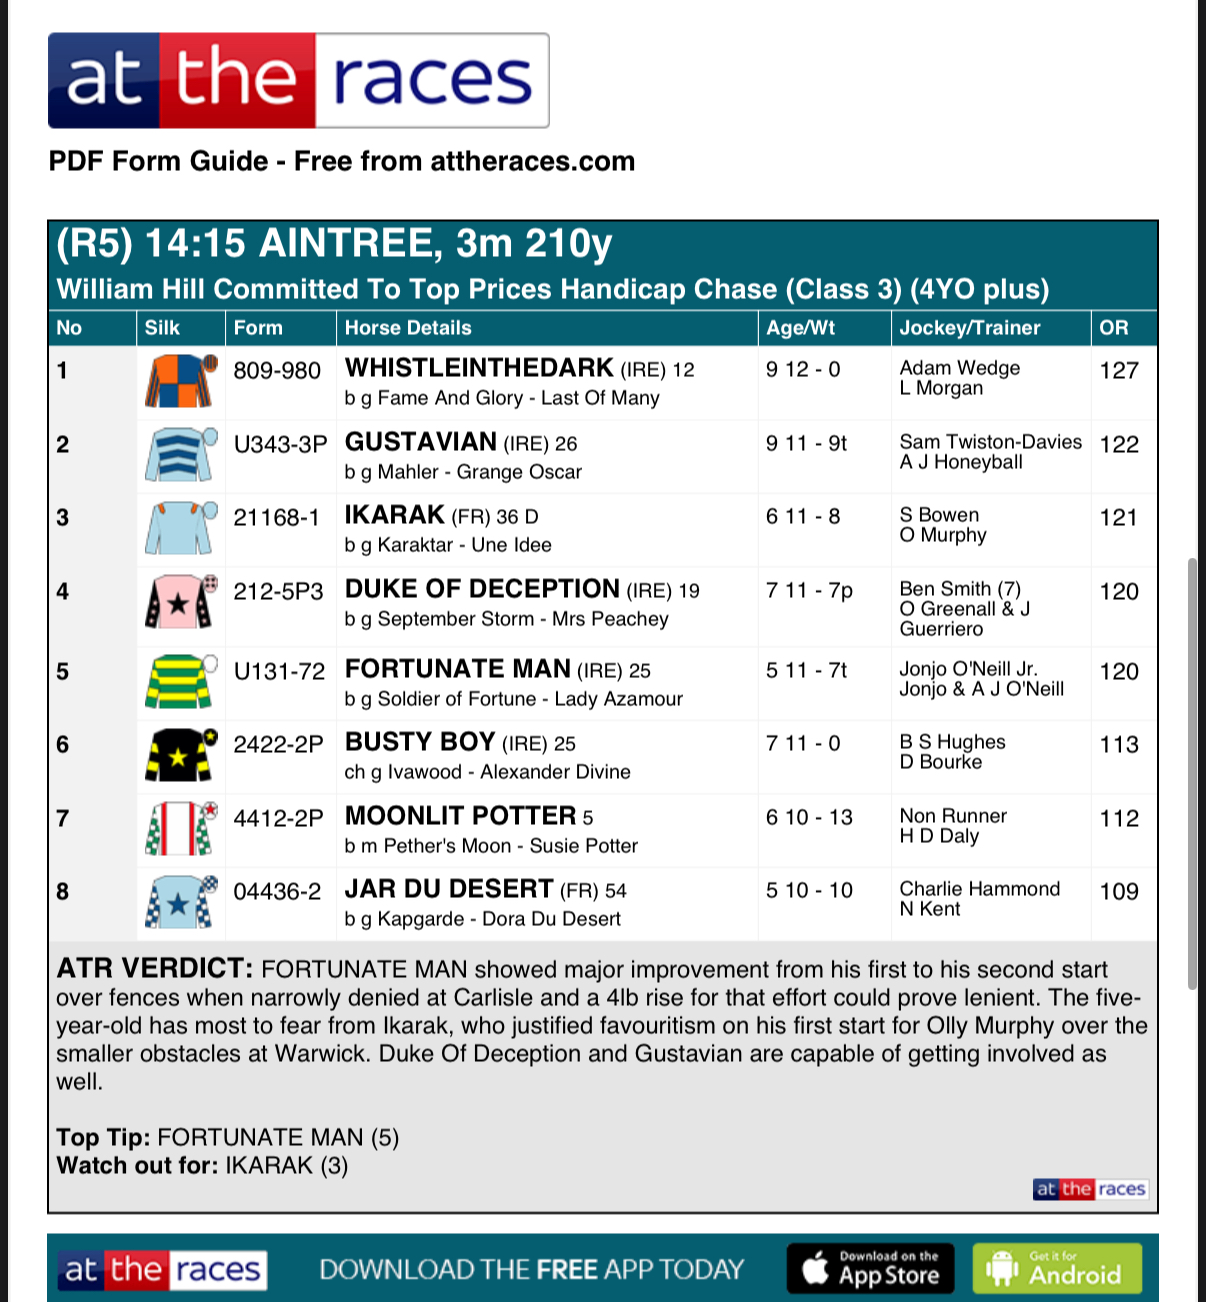 at the races
PDF Form Guide - Free from attheraces.com
(R5) 14:15 AINTREE, 3m 210y
William Hill Committed To Top Prices Handicap Chase (Class 3) (4YO plus)
No Silk Form Horse Details Age/Wt Jockey/Trainer OR
1 809-980 WHISTLEINTHEDARK (IRE) 12 9 12 - 0 Adam Wedge 127
b g Fame And Glory - Last Of Many L Morgan
2 U343-3P GUSTAVIAN (IRE) 26 9 11 - 9t Sam Twiston-Davies 122
b g Mahler - Grange Oscar A J Honeyball
3 21168-1 IKARAK (FR) 36 D 6 11 - 8 S Bowen 121
b g Karaktar - Une Idee O Murphy
4 212-5P3 DUKE OF DECEPTION (IRE) 19 7 11 - 7p Ben Smith (7) 120
b g September Storm - Mrs Peachey O Greenall & J
Guerriero
5 U131-72 FORTUNATE MAN (IRE) 25 5 11 - 7t Jonjo O'Neill Jr. 120
b g Soldier of Fortune - Lady Azamour Jonjo & A J O'Neill
6 2422-2P BUSTY BOY (IRE) 25 7 11 - 0 B S Hughes 113
ch g Ivawood - Alexander Divine D Bourke
7 4412-2P MOONLIT POTTER 5 6 10 - 13 Non Runner 112
b m Pether's Moon - Susie Potter H D Daly
8 04436-2 JAR DU DESERT (FR) 54 5 10 - 10 Charlie Hammond 109
b g Kapgarde - Dora Du Desert N Kent
ATR VERDICT: FORTUNATE MAN showed major improvement from his first to his second start
over fences when narrowly denied at Carlisle and a 4lb rise for that effort could prove lenient. The five-
year-old has most to fear from Ikarak, who justified favouritism on his first start for Olly Murphy over the
smaller obstacles at Warwick. Duke Of Deception and Gustavian are capable of getting involved as
well.
Top Tip: FORTUNATE MAN (5)
Watch out for: IKARAK (3)
at the races
at the races DOWNLOAD THE FREE APP TODAY Download on the App Store Get it for Android